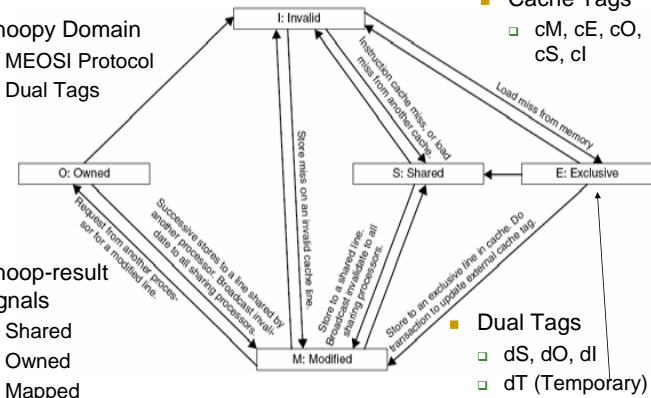 I: Invalid
Cache Tags
cM, cE, cO,
cS, cI
noopy Domain
MEOSI Protocol
Dual Tags
Instruction cache miss, or load
miss from another cache.
Load miss from memory
Store miss on an invalid cache line.
O: Owned
S: Shared
E: Exclusive
Request from another proces-
sor for a modified line.
Successive stores to a line shared by
another processor. Broadcast invali-
date to all sharing processors.
Store to a shared line.
Broadcast invalidate to all
sharing processors.
Store to an exclusive line in cache. Do
transaction to update external cache tag.
noop-result
gnals
Shared
Owned
Mapped
M: Modified
Dual Tags
dS, dO, dI
dT (Temporary)